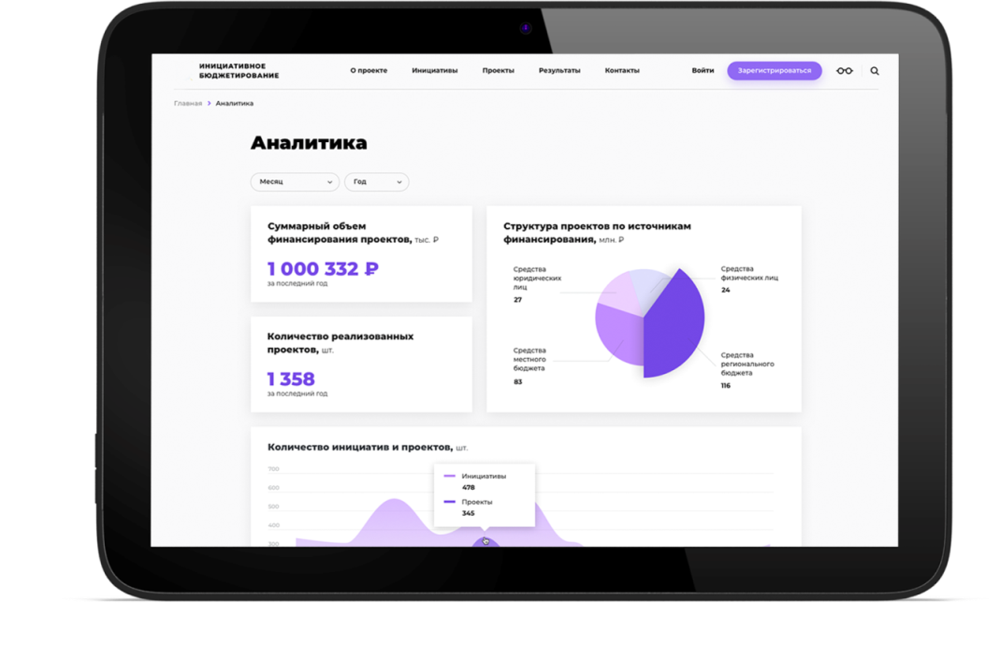 ИНИЦИАТИВНОЕ
БЮДЖЕТИРОВАНИЕ
О проекте
Инициативы
Проекты
Результаты
Контакты
Войти
Зарегистрироваться
Главная > Аналитика
Аналитика
Месяц
Год
Суммарный объем
финансирования проектов, тыс. ₽
1 000 332 ₽
за последний год
Количество реализованных
проектов, шт.
1 358
за последний год
Структура проектов по источникам
финансирования, млн. ₽
Средства
юридических
лиц
27
Средства
физических лиц
24
Средства
местного
бюджета
83
Средства
регионального
бюджета
116
Количество инициатив и проектов, шт.
700
600
500
400
300
Инициативы
478
Проекты
345